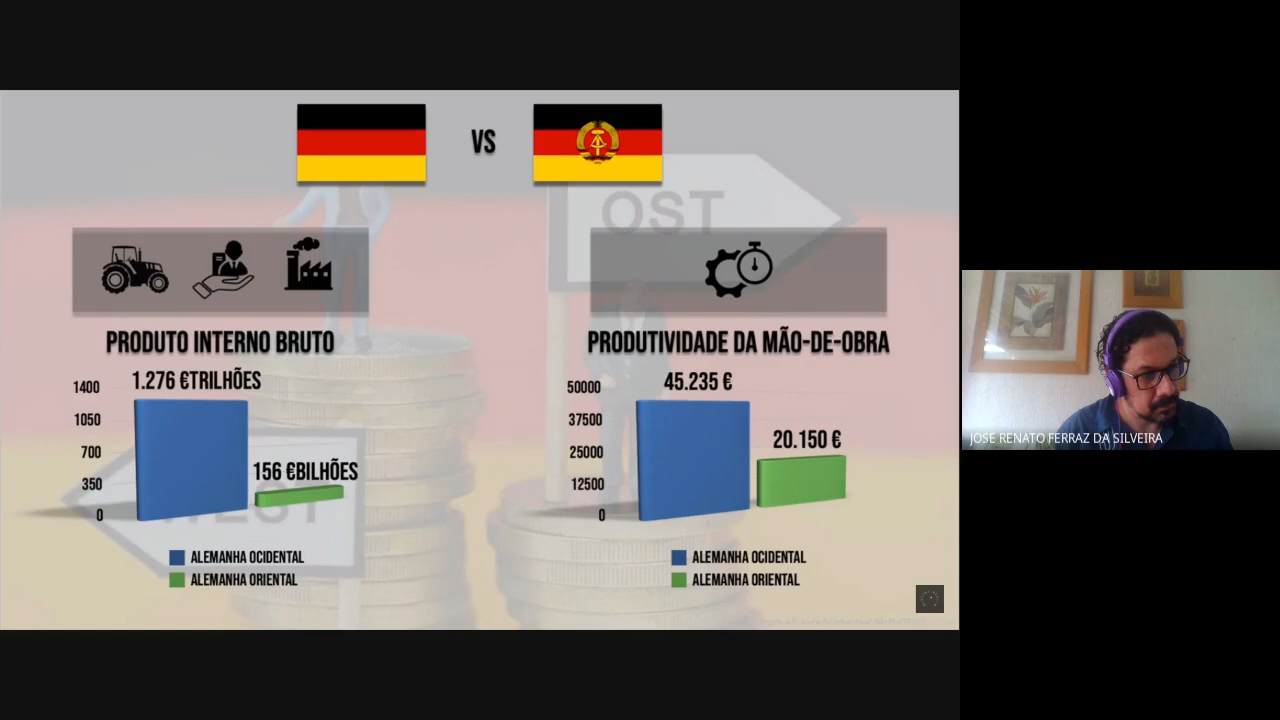 VS
OST
WEST
PRODUTO INTERNO BRUTO
1400
1050
700
350
0
1.276 €TRILHÕES
156 €BILHÕES
ALEMANHA OCIDENTAL
ALEMANHA ORIENTAL
PRODUTIVIDADE DA MÃO-DE-OBRA
50000
37500
25000
12500
0
45.235 €
20.150 €
ALEMANHA OCIDENTAL
ALEMANHA ORIENTAL
JOSE RENATO FERRAZ DA SILVEIRA